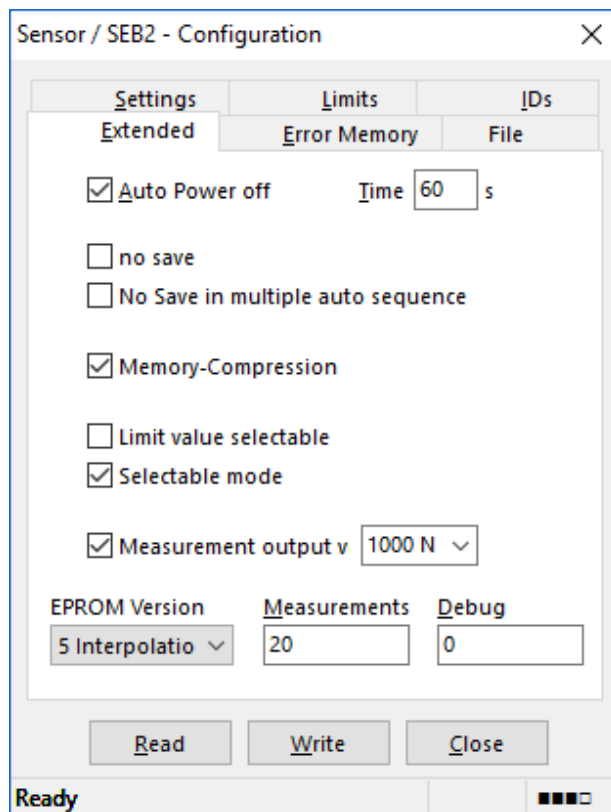 Sensor / SEB2 - Configuration
Settings Limits IDs
Extended Error Memory File
Auto Power off Time 60 s
no save
No Save in multiple auto sequence
Memory-Compression
Limit value selectable
Selectable mode
Measurement output v 1000 N
EPROM Version Measurements Debug
5 Interpolatio 20 0
Read Write Close
Ready